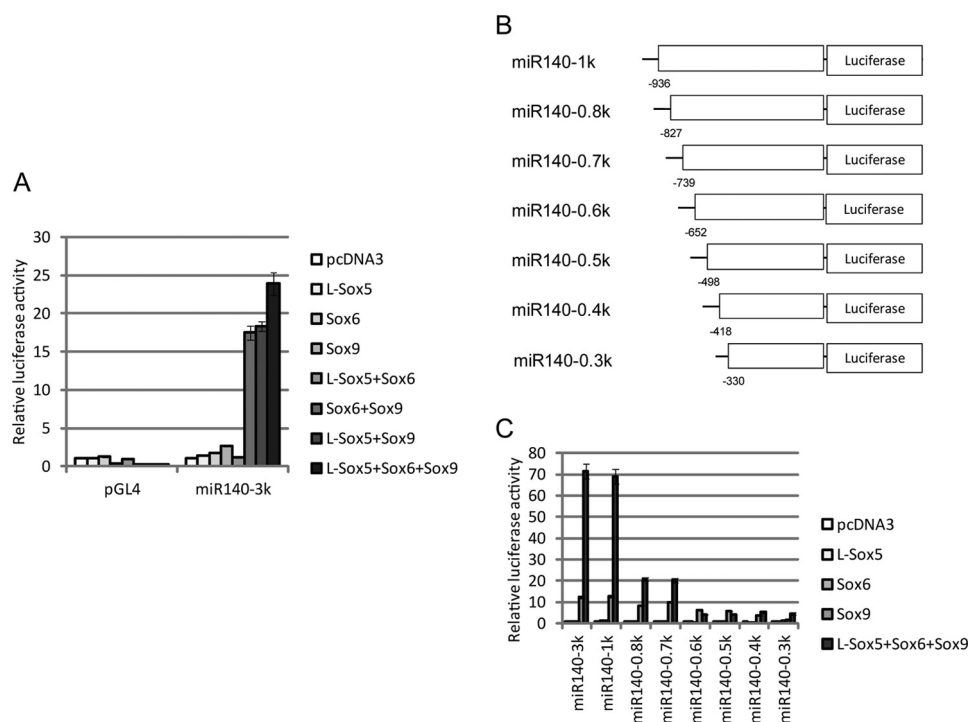 A
Relative luciferase activity
30
25
20
15
10
5
0
pGL4
miR140-3k
pcDNA3
L-Sox5
Sox6
Sox9
L-Sox5+Sox6
Sox6+Sox9
L-Sox5+Sox9
L-Sox5+Sox6+Sox9
B
miR140-1k
Luciferase
-936
miR140-0.8k
Luciferase
-827
miR140-0.7k
Luciferase
-739
miR140-0.6k
Luciferase
-652
miR140-0.5k
Luciferase
-498
miR140-0.4k
Luciferase
-418
miR140-0.3k
Luciferase
-330
C
Relative luciferase activity
80
70
60
50
40
30
20
10
0
miR140-3k
miR140-1k
miR140-0.8k
miR140-0.7k
miR140-0.6k
miR140-0.5k
miR140-0.4k
miR140-0.3k
pcDNA3
L-Sox5
Sox6
Sox9
L-Sox5+Sox6+Sox9